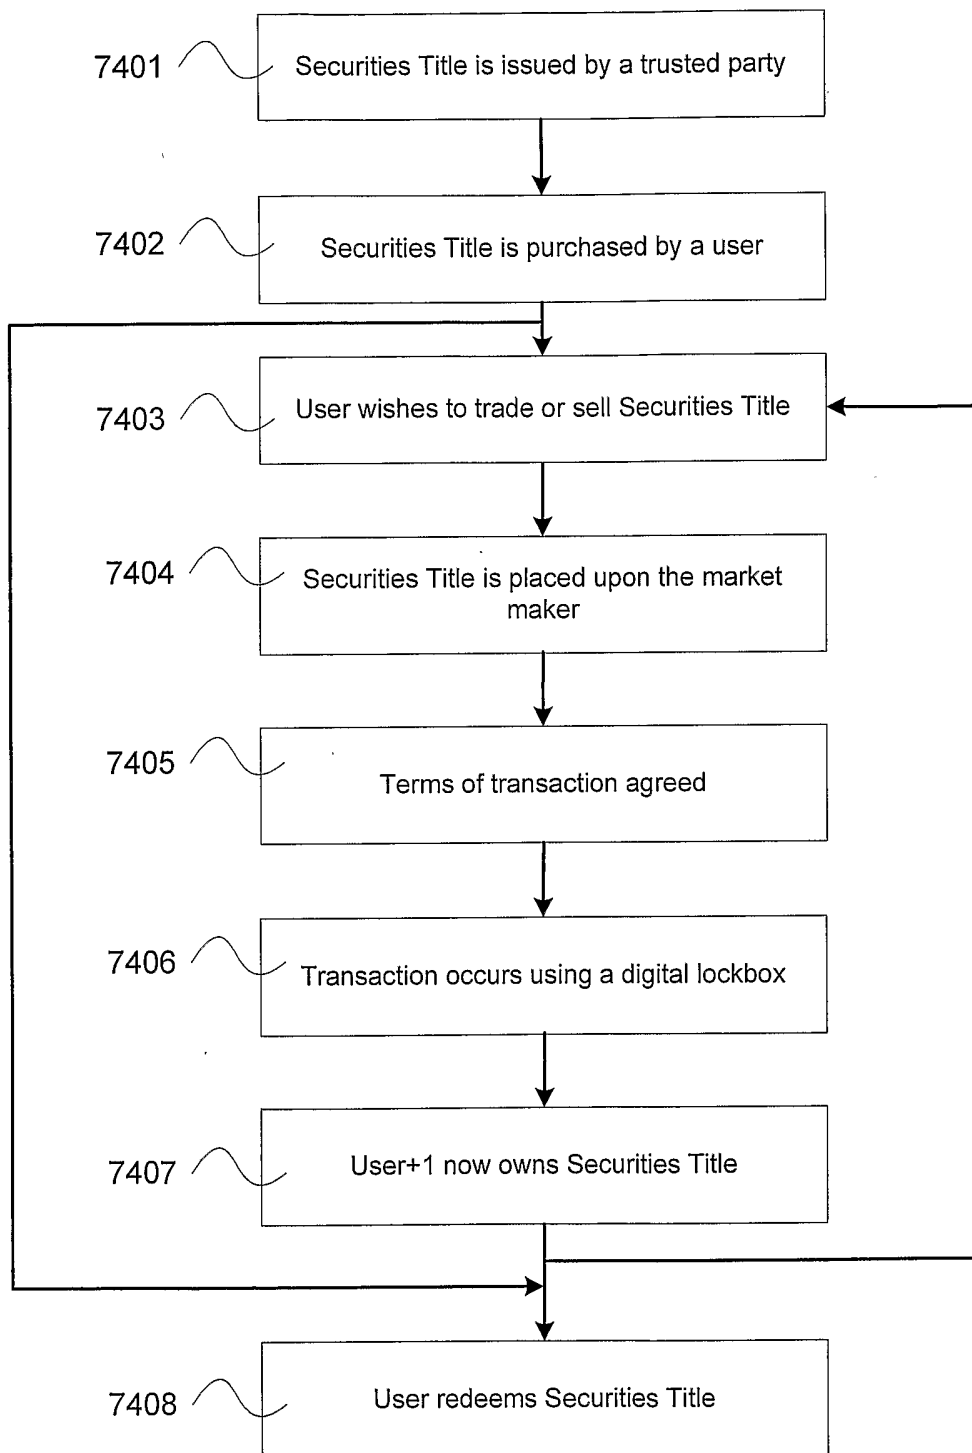 7401
Securities Title is issued by a trusted party
7402
Securities Title is purchased by a user
7403
User wishes to trade or sell Securities Title
7404
Securities Title is placed upon the market
maker
7405
Terms of transaction agreed
7406
Transaction occurs using a digital lockbox
7407
User+1 now owns Securities Title
7408
User redeems Securities Title